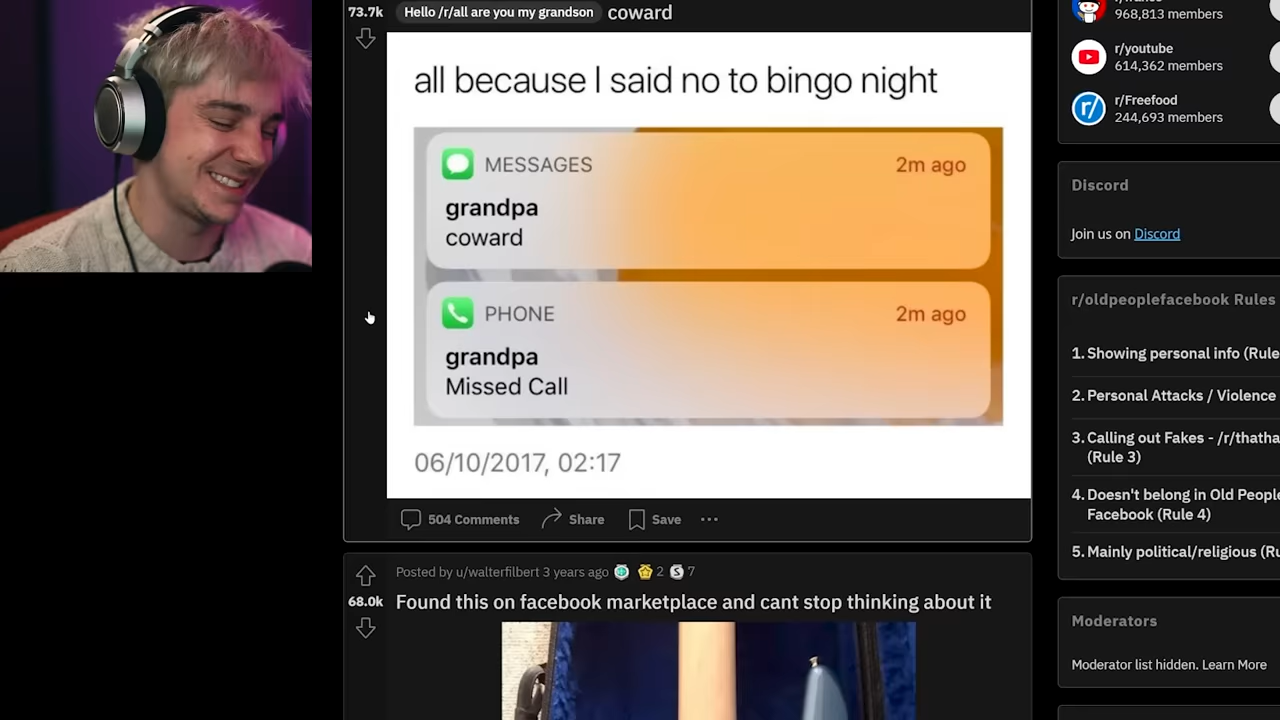 73.7k
Hello /r/all are you my grandson
coward
all because I said no to bingo night
MESSAGES
2m ago
grandpa
coward
PHONE
2m ago
grandpa
Missed Call
06/10/2017, 02:17
504 Comments
Share
Save
Posted by u/walterfilbert 3 years ago
2
7
68.0k
Found this on facebook marketplace and cant stop thinking about it
968,813 members
r/youtube
614,362 members
r/Freefood
244,693 members
Discord
Join us on Discord
r/oldpeoplefacebook Rules
1. Showing personal info (Rule
2. Personal Attacks / Violence
3. Calling out Fakes - /r/thatha
(Rule 3)
4. Doesn't belong in Old People
Facebook (Rule 4)
5. Mainly political/religious (Ru
Moderators
Moderator list hidden. Learn More